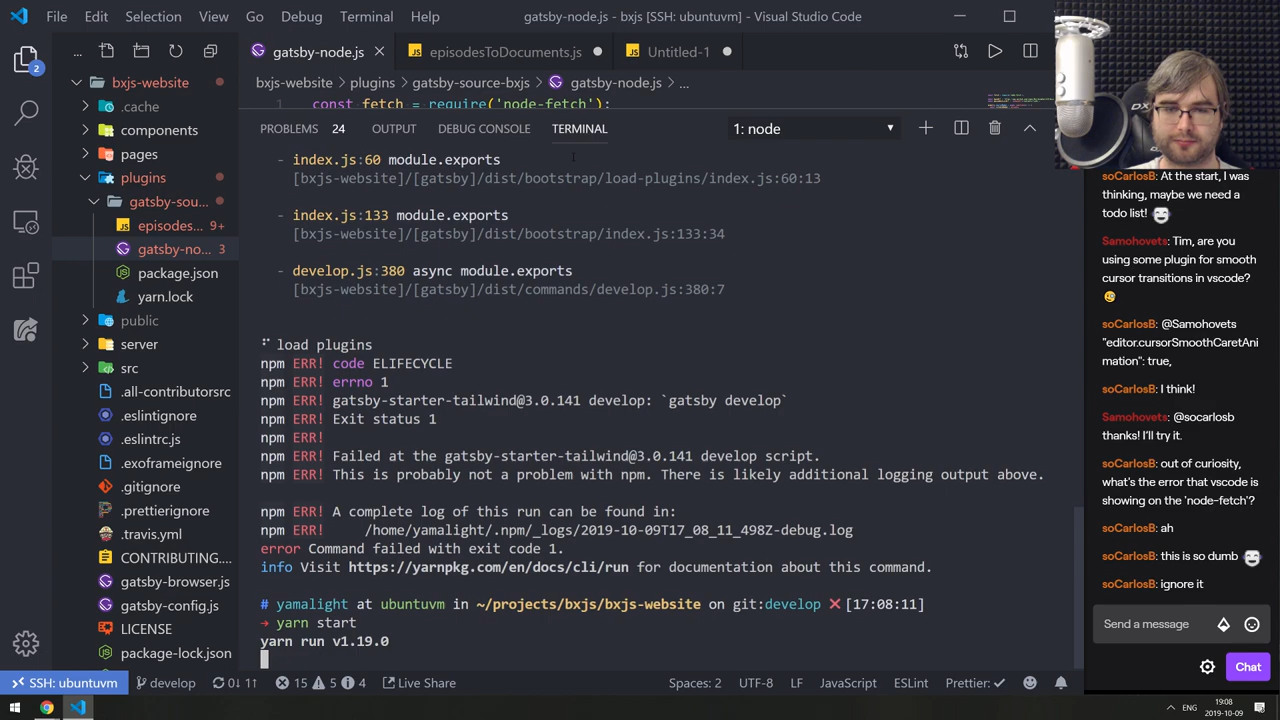 File Edit Selection View Go Debug Terminal Help
gatsby-node.js - bxjs [SSH: ubuntuvm] - Visual Studio Code
2
...
bxjs-website
.cache
components
pages
plugins
gatsby-sou...
episodes... 9+
gatsby-no... 3
package.json
yarn.lock
public
server
src
.all-contributorsrc
.eslintignore
.eslintrc.js
.exoframeignore
.gitignore
.prettierignore
.travis.yml
CONTRIBUTING....
gatsby-browser.js
gatsby-config.js
LICENSE
package-lock.json
gatsby-node.js
JS episodesToDocuments.js
JS Untitled-1
bxjs-website > plugins > gatsby-source-bxjs > gatsby-node.js > ...
1 const fetch = require('node-fetch');
PROBLEMS 24 OUTPUT DEBUG CONSOLE TERMINAL 1: node
- index.js:60 module.exports
[bxjs-website]/[gatsby]/dist/bootstrap/load-plugins/index.js:60:13
- index.js:133 module.exports
[bxjs-website]/[gatsby]/dist/bootstrap/index.js:133:34
- develop.js:380 async module.exports
[bxjs-website]/[gatsby]/dist/commands/develop.js:380:7
load plugins
npm ERR! code ELIFECYCLE
npm ERR! errno 1
npm ERR! gatsby-starter-tailwind@3.0.141 develop: `gatsby develop`
npm ERR! Exit status 1
npm ERR!
npm ERR! Failed at the gatsby-starter-tailwind@3.0.141 develop script.
npm ERR! This is probably not a problem with npm. There is likely additional logging output above.
npm ERR! A complete log of this run can be found in:
npm ERR! /home/yamalight/.npm/_logs/2019-10-09T17_08_11_498Z-debug.log
error Command failed with exit code 1.
info Visit https://yarnpkg.com/en/docs/cli/run for documentation about this command.
# yamalight at ubuntuvm in ~/projects/bxjs/bxjs-website on git:develop ❌ [17:08:11]
→ yarn start
yarn run v1.19.0
SSH: ubuntuvm develop 0↓ 1↑ 15 5 4 Live Share Spaces: 2 UTF-8 LF JavaScript ESLint Prettier: ✓
DX
soCarlosB: At the start, I was
thinking, maybe we need a
todo list!
Samohovets: Tim, are you
using some plugin for smooth
cursor transitions in vscode?
soCarlosB: @Samohovets
"editor.cursorSmoothCaretAni
mation": true,
soCarlosB: I think!
Samohovets: @socarlosb
thanks! I'll try it.
soCarlosB: out of curiosity,
what's the error that vscode is
showing on the 'node-fetch'?
soCarlosB: ah
soCarlosB: this is so dumb
soCarlosB: ignore it
Send a message
Chat
ENG
19:08
2019-10-09